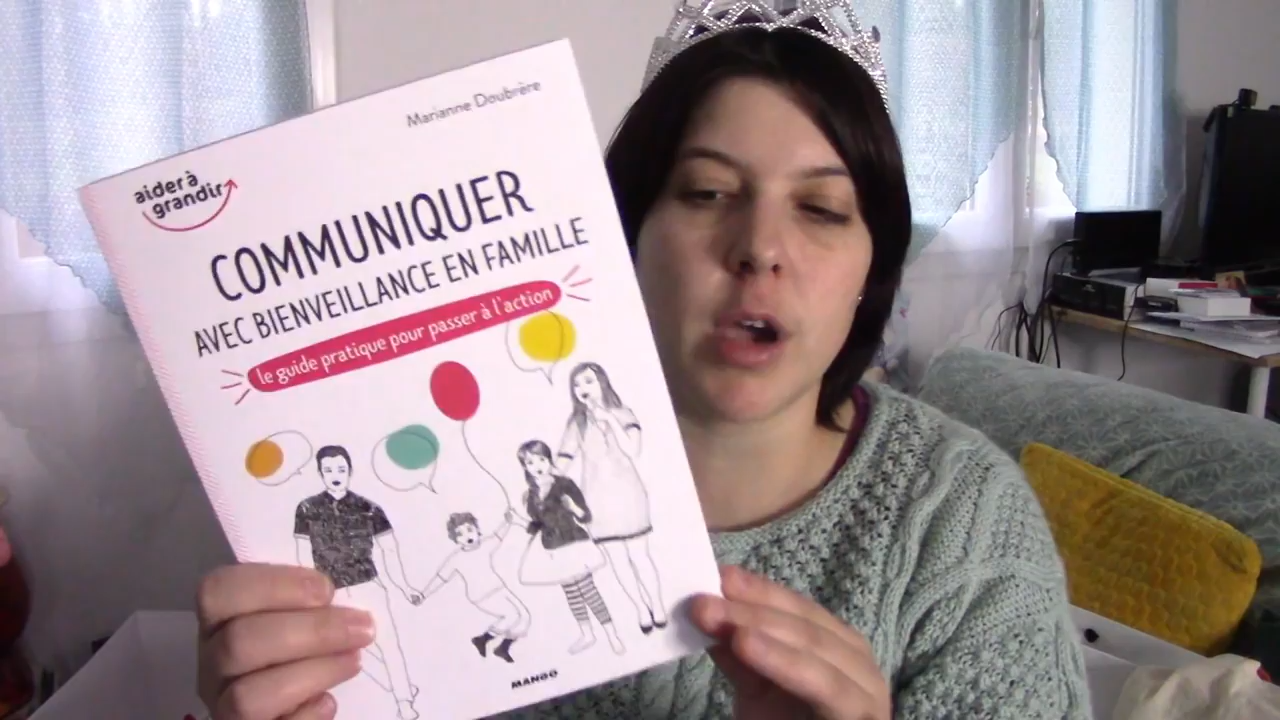 Marianne Doubrère
aider à
grandir
COMMUNIQUER
AVEC BIENVEILLANCE EN FAMILLE
le guide pratique pour passer à l'action
MANGO